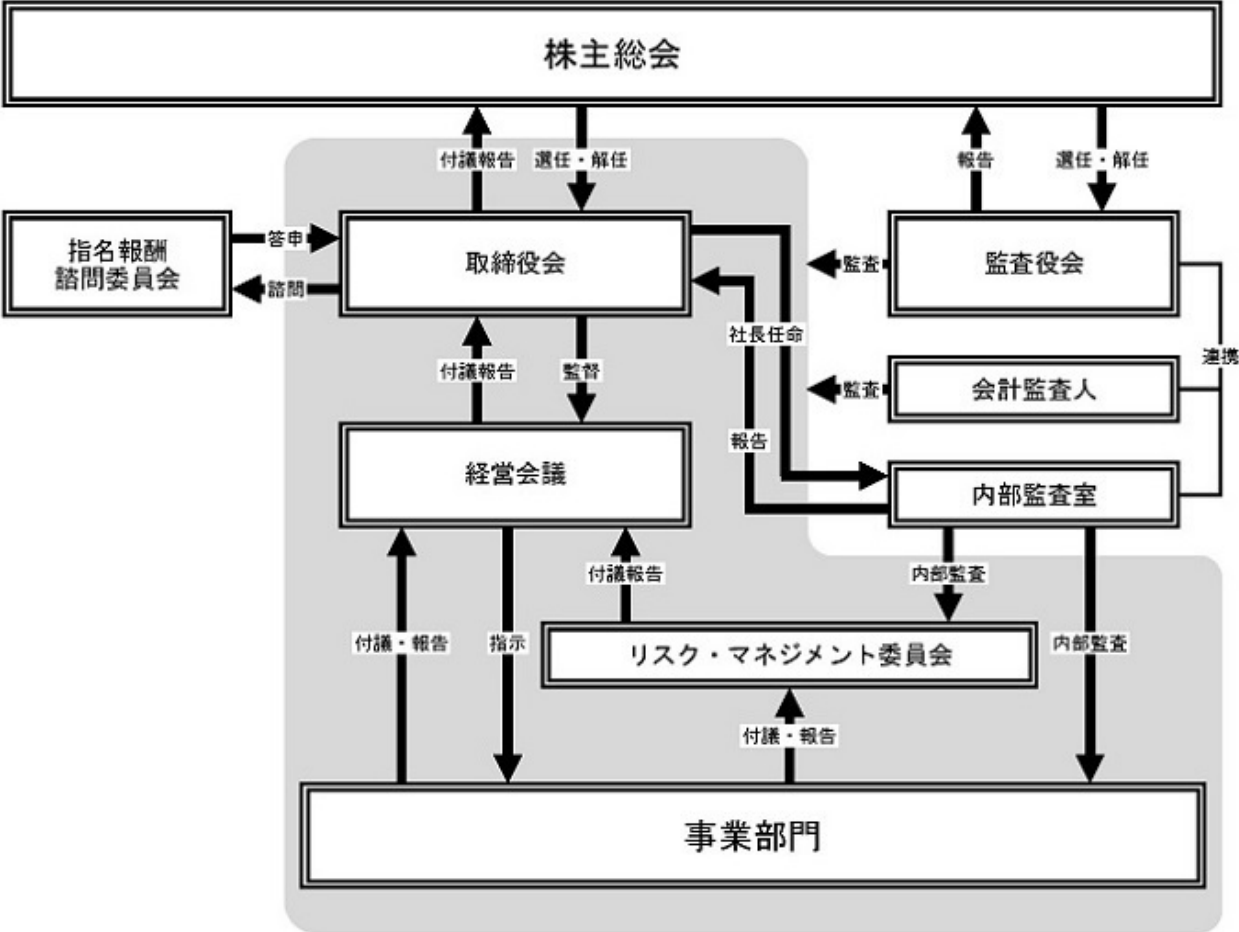 株主総会
付議報告
選任・解任
報告
選任・解任
指名報酬
諮問委員会
答申
諮問
取締役会
監査
監査役会
社長任命
連携
付議報告
監督
監査
会計監査人
報告
経営会議
内部監査室
付議報告
内部監査
付議・報告
指示
リスク・マネジメント委員会
内部監査
付議・報告
事業部門